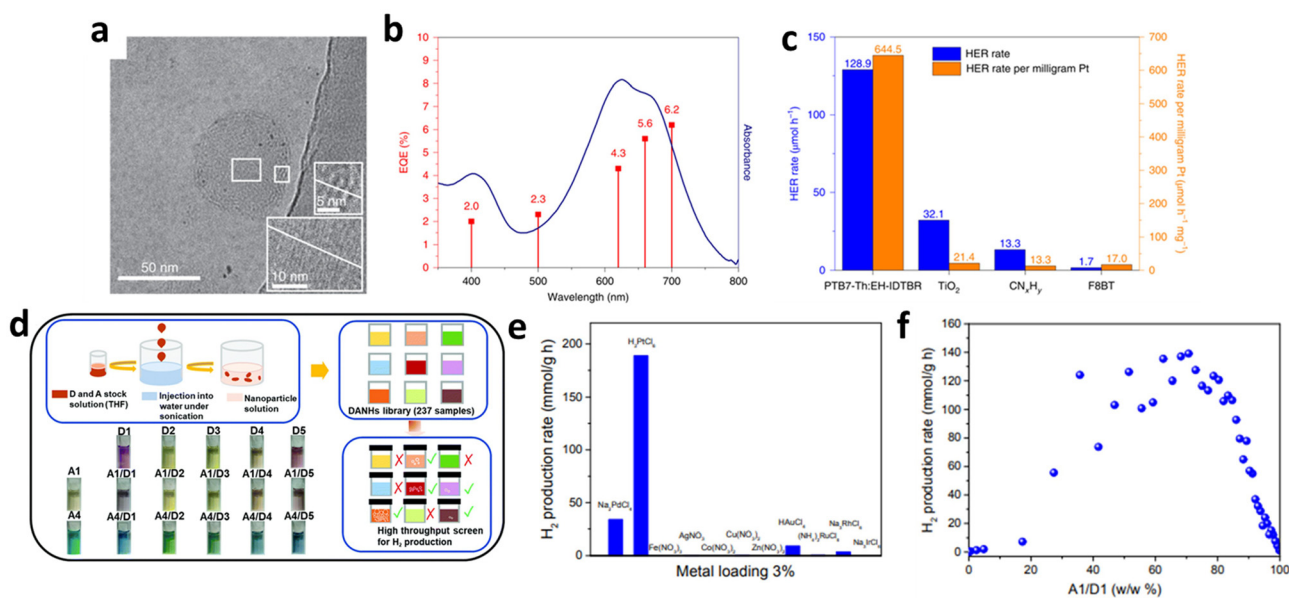 a
50 nm
5 nm
10 nm
b
10
9
8
7
6
5
4
3
2
1
0
EQE (%)
2.0
2.3
4.3
5.6
6.2
Absorbance
400
500
600
700
800
Wavelength (nm)
c
150
100
50
0
HER rate (μmol h⁻¹)
HER rate
HER rate per milligram Pt
128.9
644.5
32.1
21.4
13.3
13.3
1.7
17.0
700
600
500
400
300
200
100
0
HER rate per milligram Pt (μmol h⁻¹ mg⁻¹)
PTB7-Th:EH-IDTBR
TiO₂
CNₓHᵧ
F8BT
d
D and A stock
solution (THF)
Injection into
water under
sonication
Nanoparticle
solution
DANHs library (237 samples)
D1 D2 D3 D4 D5
A1 A1/D1 A1/D2 A1/D3 A1/D4 A1/D5
A4 A4/D1 A4/D2 A4/D3 A4/D4 A4/D5
High throughput screen
for H₂ production
e
200
150
100
50
0
H₂ production rate (mmol/g h)
H₂PtCl₆
Fe(NO₃)₃
AgNO₃
Co(NO₃)₂
Cu(NO₃)₂
Zn(NO₃)₂
HAuCl₄
Metal loading 3%
f
160
140
120
100
80
60
40
20
0
H₂ production rate (mmol/g h)
0
20
40
60
80
100
A1/D1 (w/w %)